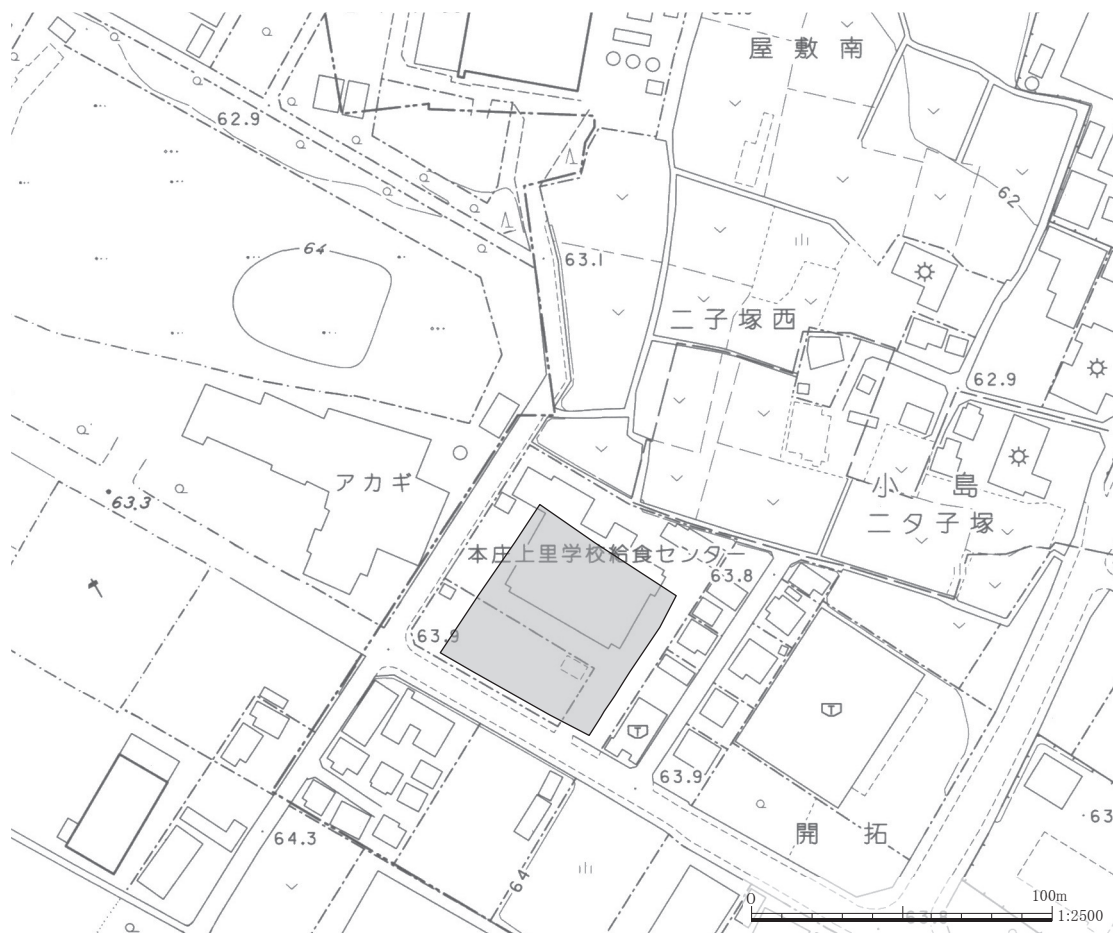 屋敷南
62.9
62
64
63.1
二子塚西
62.9
アカギ
小島
二タ子塚
63.3
本庄上里学校給食センター
63.8
63.9
63.9
開拓
64.3
64
0 100m
1:2500